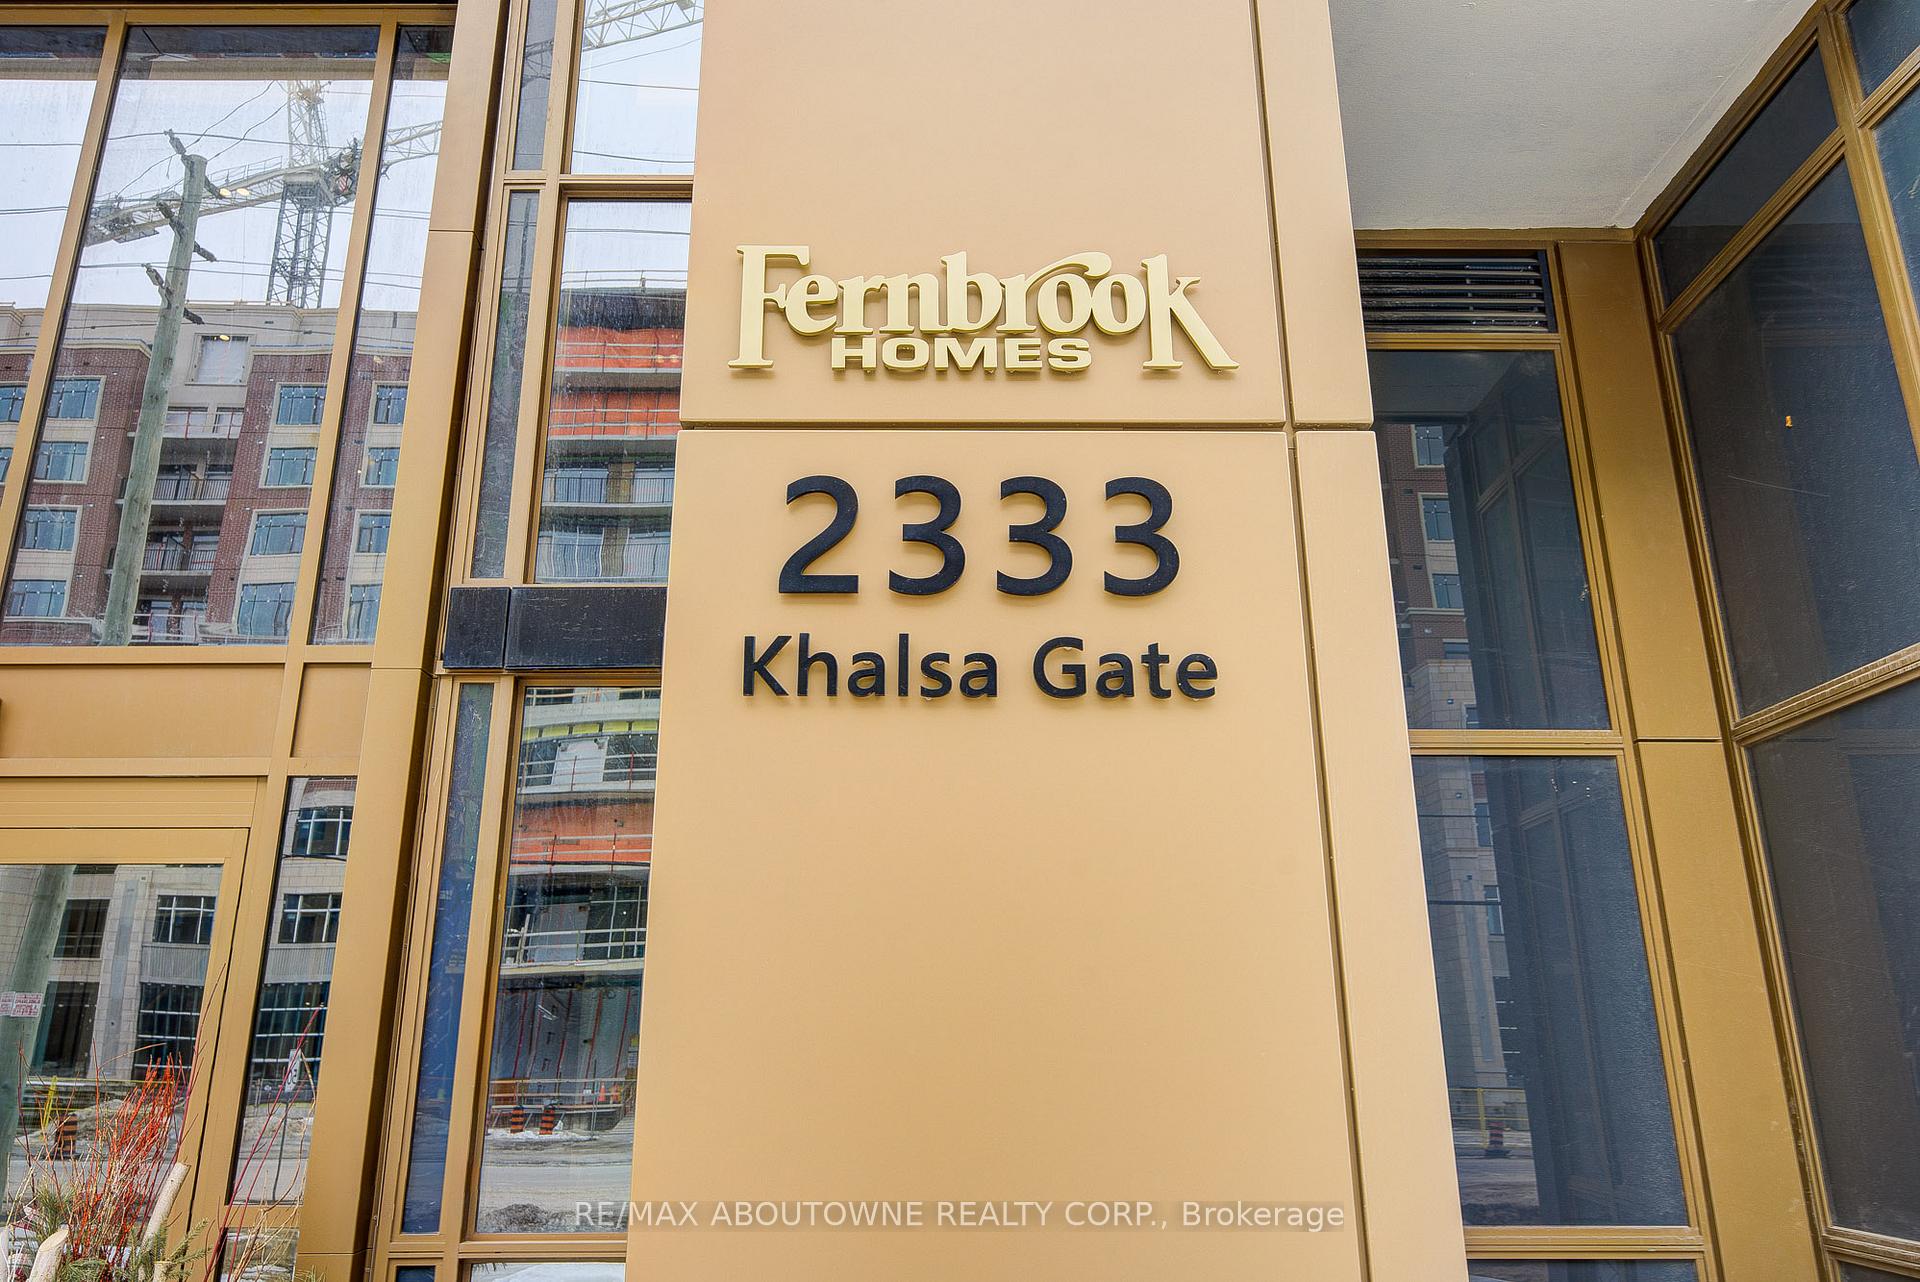 Fernbrook
HOMES
2333
Khalsa Gate
RE/MAX ABOUTOWNE REALTY CORP., Brokerage